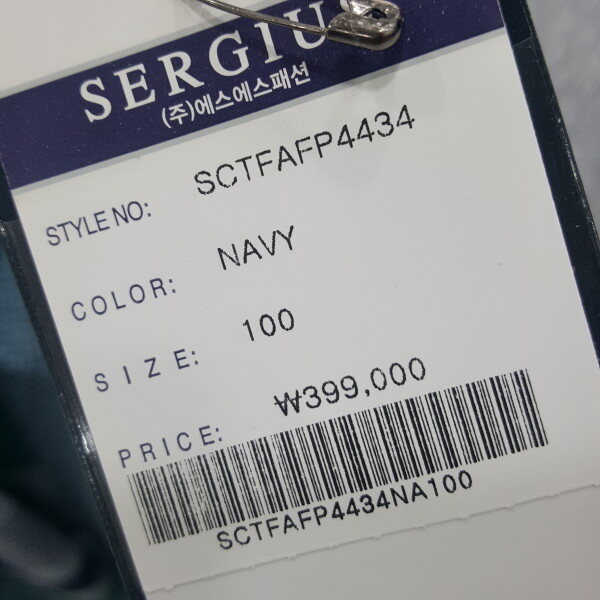 SERGIUS
(주)에스에스패션
STYLE NO: SCTFAFP4434
COLOR: NAVY
SIZE: 100
PRICE: ₩399,000
SCTFAFP4434NA100